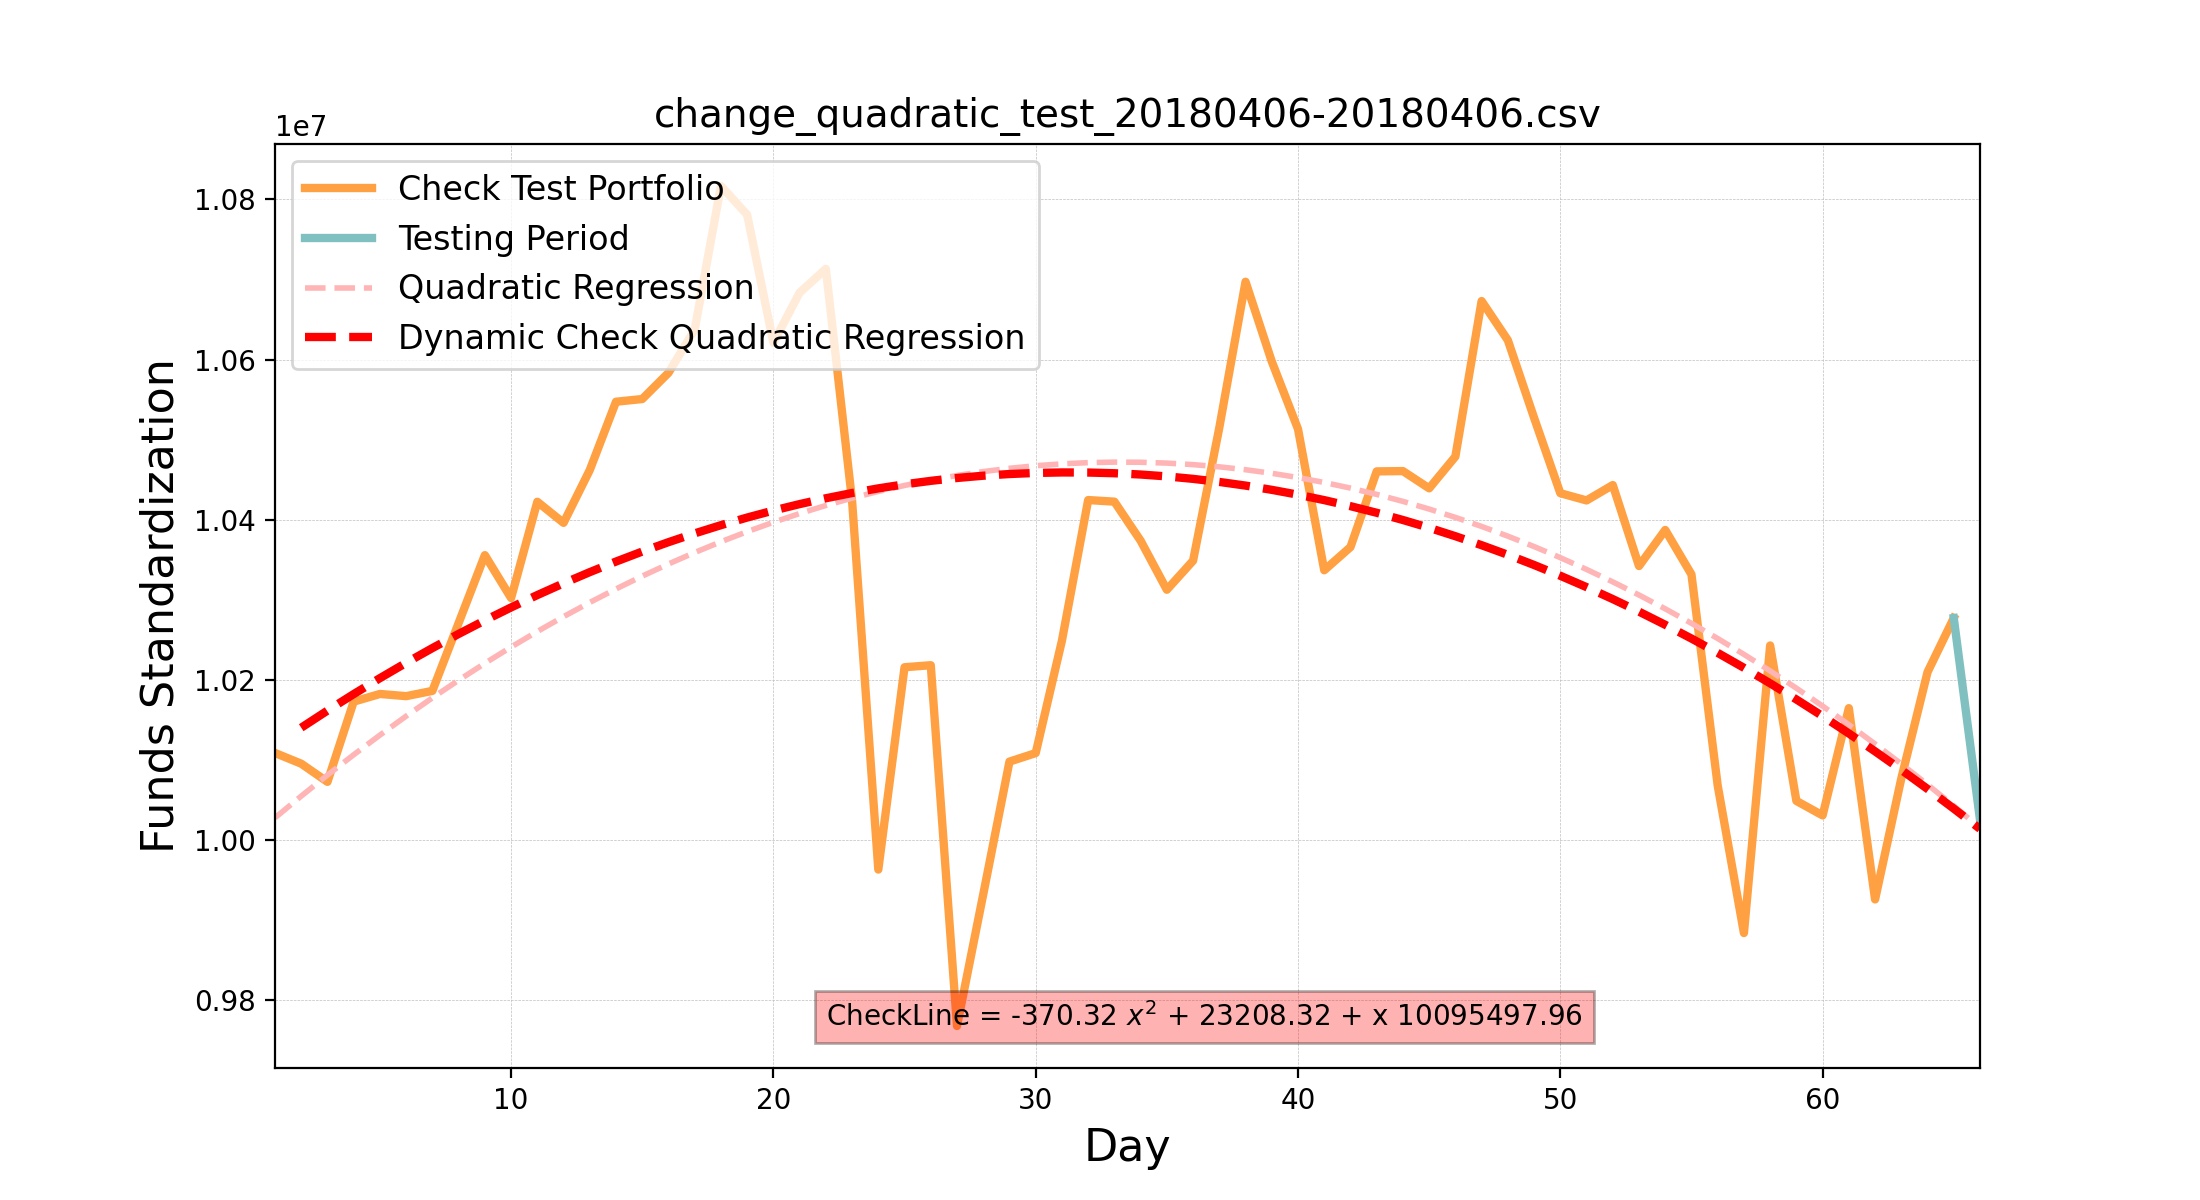 change_quadratic_test_20180406-20180406.csv
1e7
Check Test Portfolio
Testing Period
Quadratic Regression
Dynamic Check Quadratic Regression
1.08
1.06
1.04
1.02
1.00
0.98
Funds Standardization
CheckLine = -370.32 x² + 23208.32 + x 10095497.96
10 20 30 40 50 60
Day